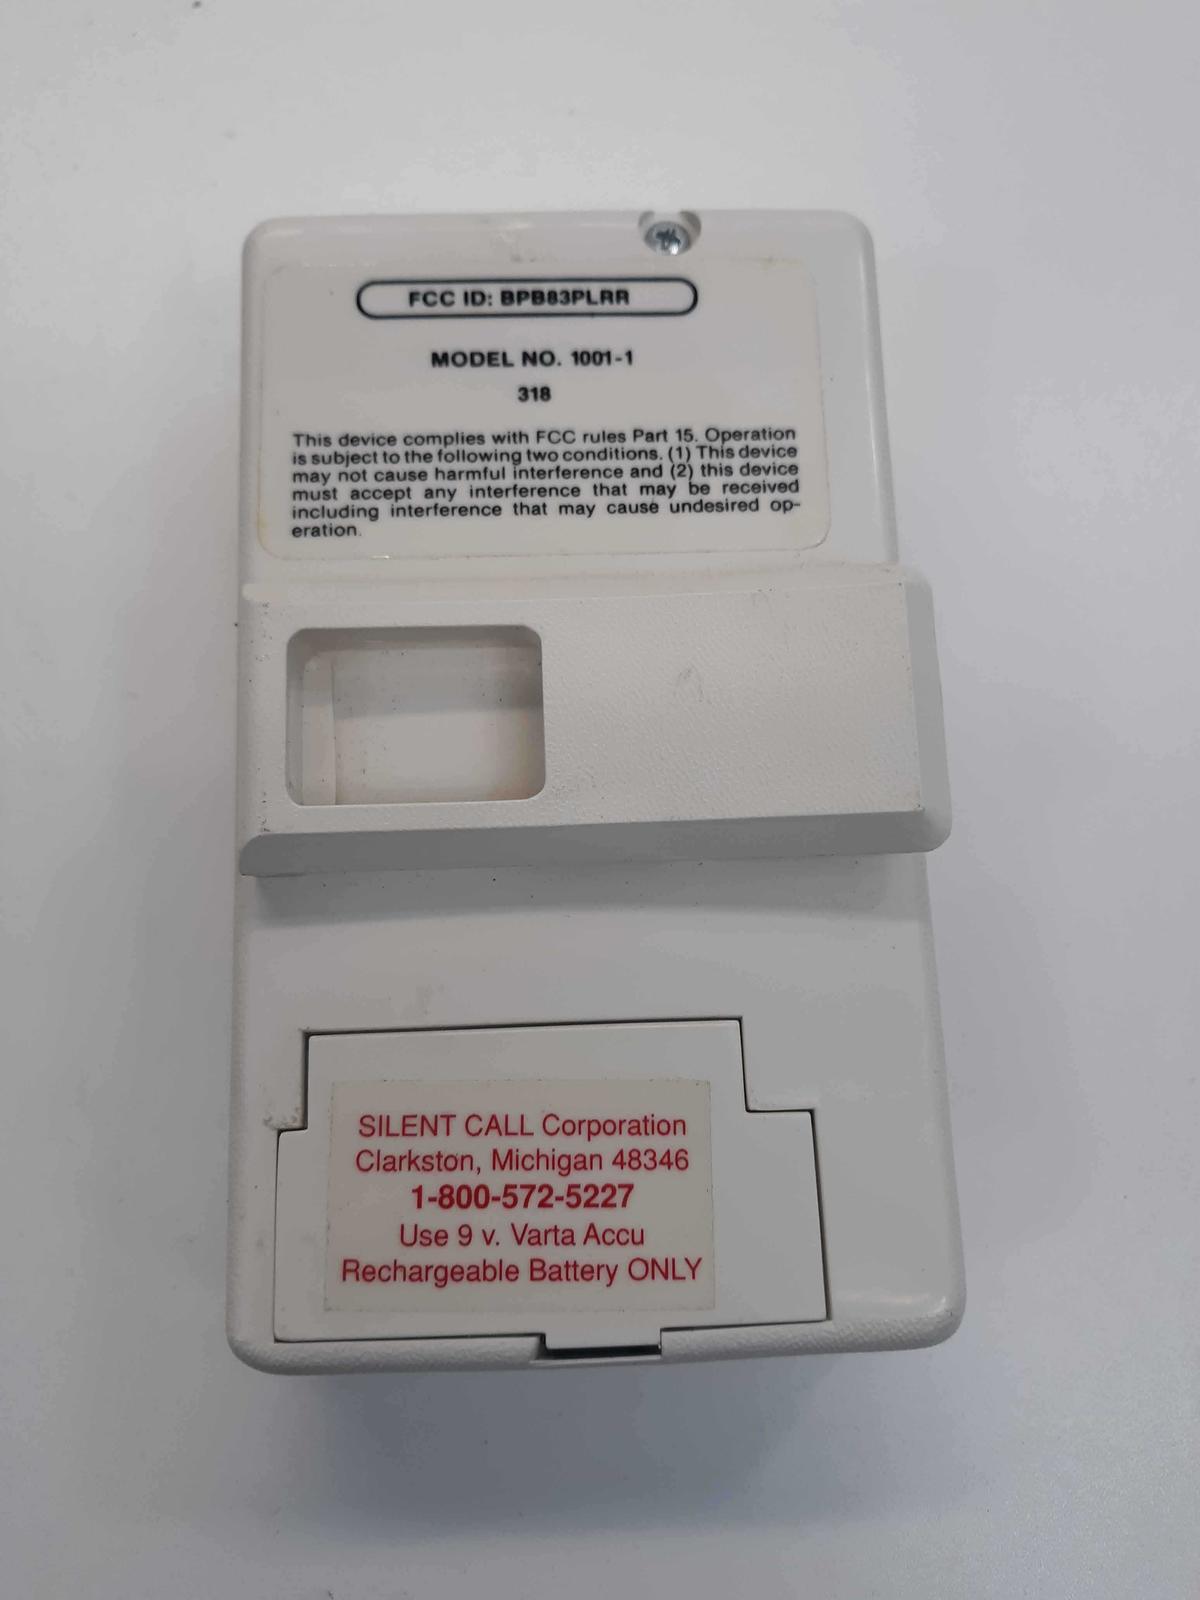 FCC ID: BPB83PLRR
MODEL NO. 1001-1
318
This device complies with FCC rules Part 15. Operation
is subject to the following two conditions. (1) This device
may not cause harmful interference and (2) this device
must accept any interference that may be received
including interference that may cause undesired op-
eration.
SILENT CALL Corporation
Clarkston, Michigan 48346
1-800-572-5227
Use 9 v. Varta Accu
Rechargeable Battery ONLY